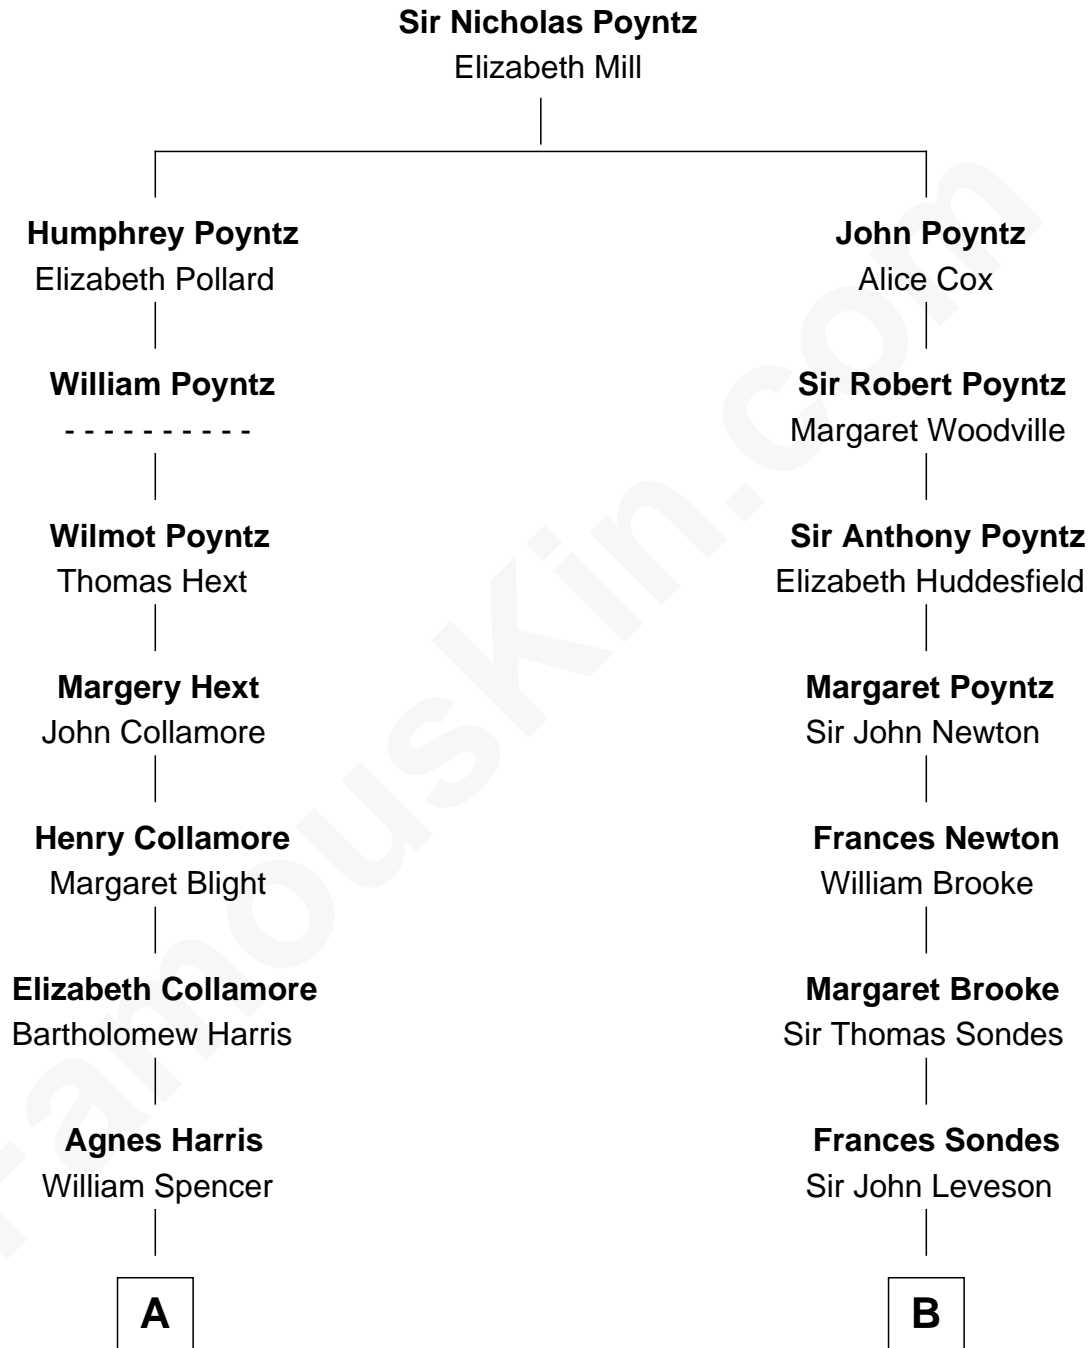 Sir Nicholas Poyntz
Elizabeth Mill
Humphrey Poyntz
Elizabeth Pollard
John Poyntz
Alice Cox
William Poyntz
- - - - - - - - - -
Sir Robert Poyntz
Margaret Woodville
Wilmot Poyntz
Thomas Hext
Sir Anthony Poyntz
Elizabeth Huddesfield
Margery Hext
John Collamore
Margaret Poyntz
Sir John Newton
Henry Collamore
Margaret Blight
Frances Newton
William Brooke
Elizabeth Collamore
Bartholomew Harris
Margaret Brooke
Sir Thomas Sondes
Agnes Harris
William Spencer
Frances Sondes
Sir John Leveson
A
B
FamousKin.com